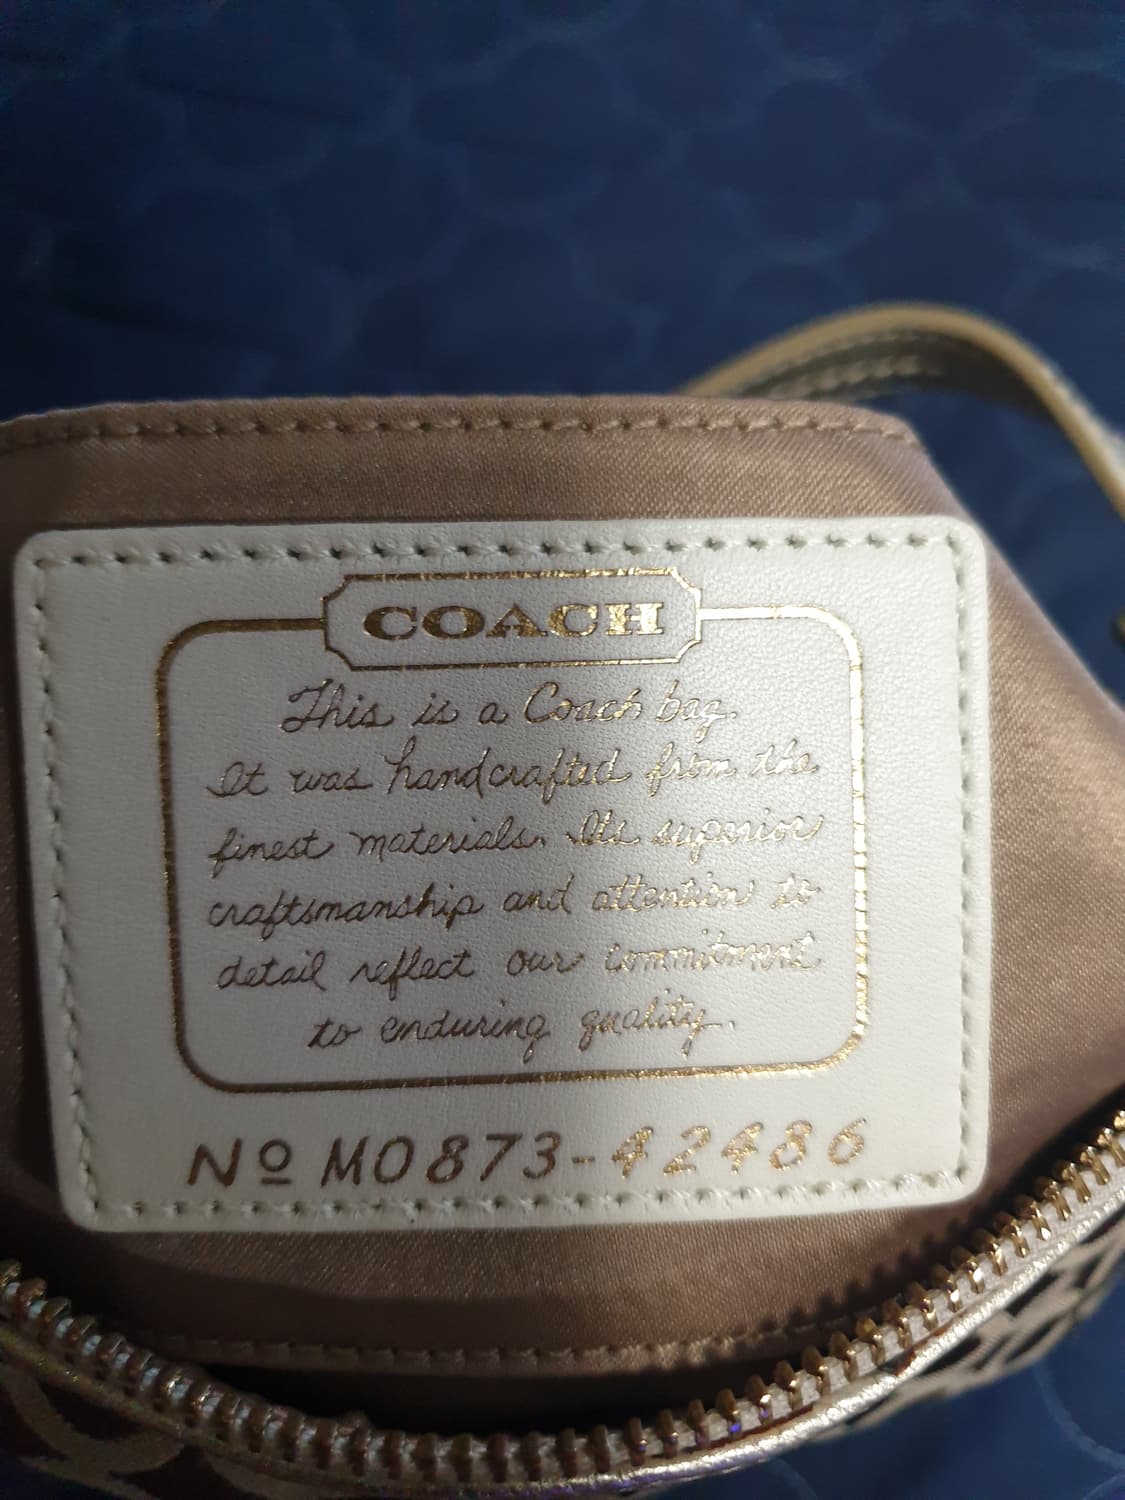 COACH
This is a Coach bag.
It was handcrafted from the
finest materials. Its superior
craftsmanship and attention to
detail reflect our commitment
to enduring quality.
Nº M0873-42486